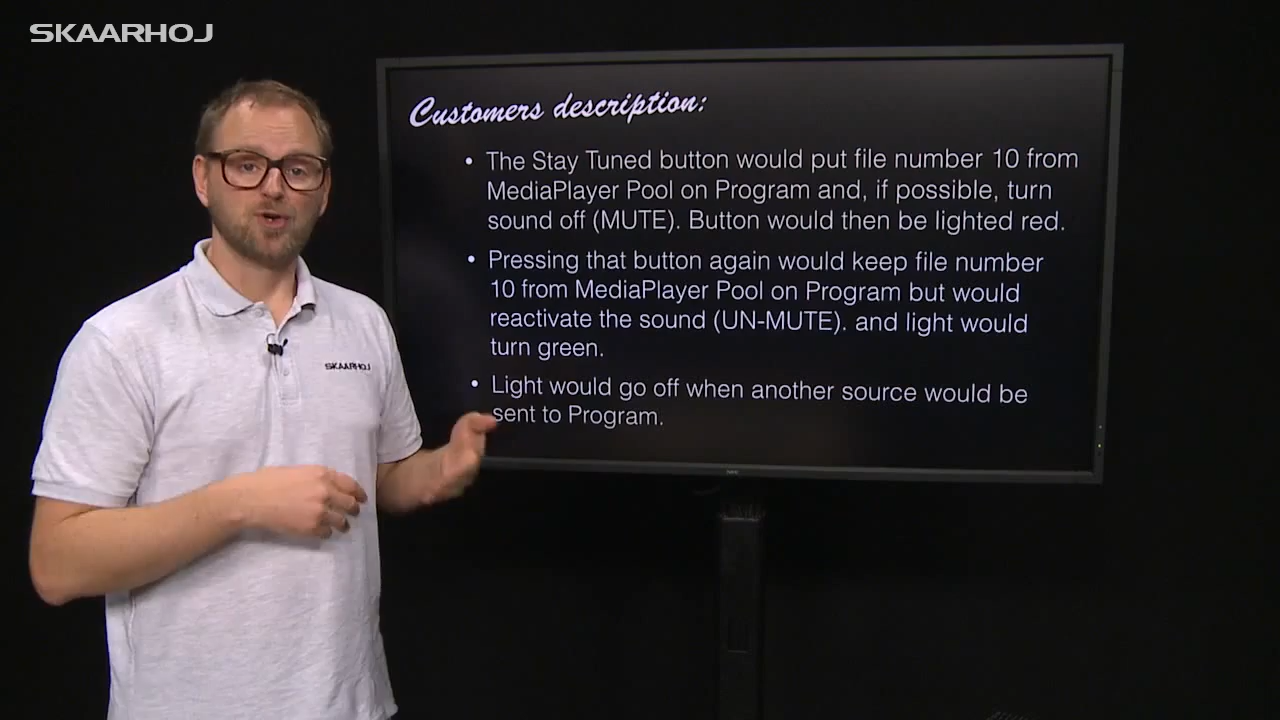 SKAARHOJ
Customers description:
• The Stay Tuned button would put file number 10 from
MediaPlayer Pool on Program and, if possible, turn
sound off (MUTE). Button would then be lighted red.
• Pressing that button again would keep file number
10 from MediaPlayer Pool on Program but would
reactivate the sound (UN-MUTE). and light would
turn green.
• Light would go off when another source would be
sent to Program.
SKAARHOJ
NEC